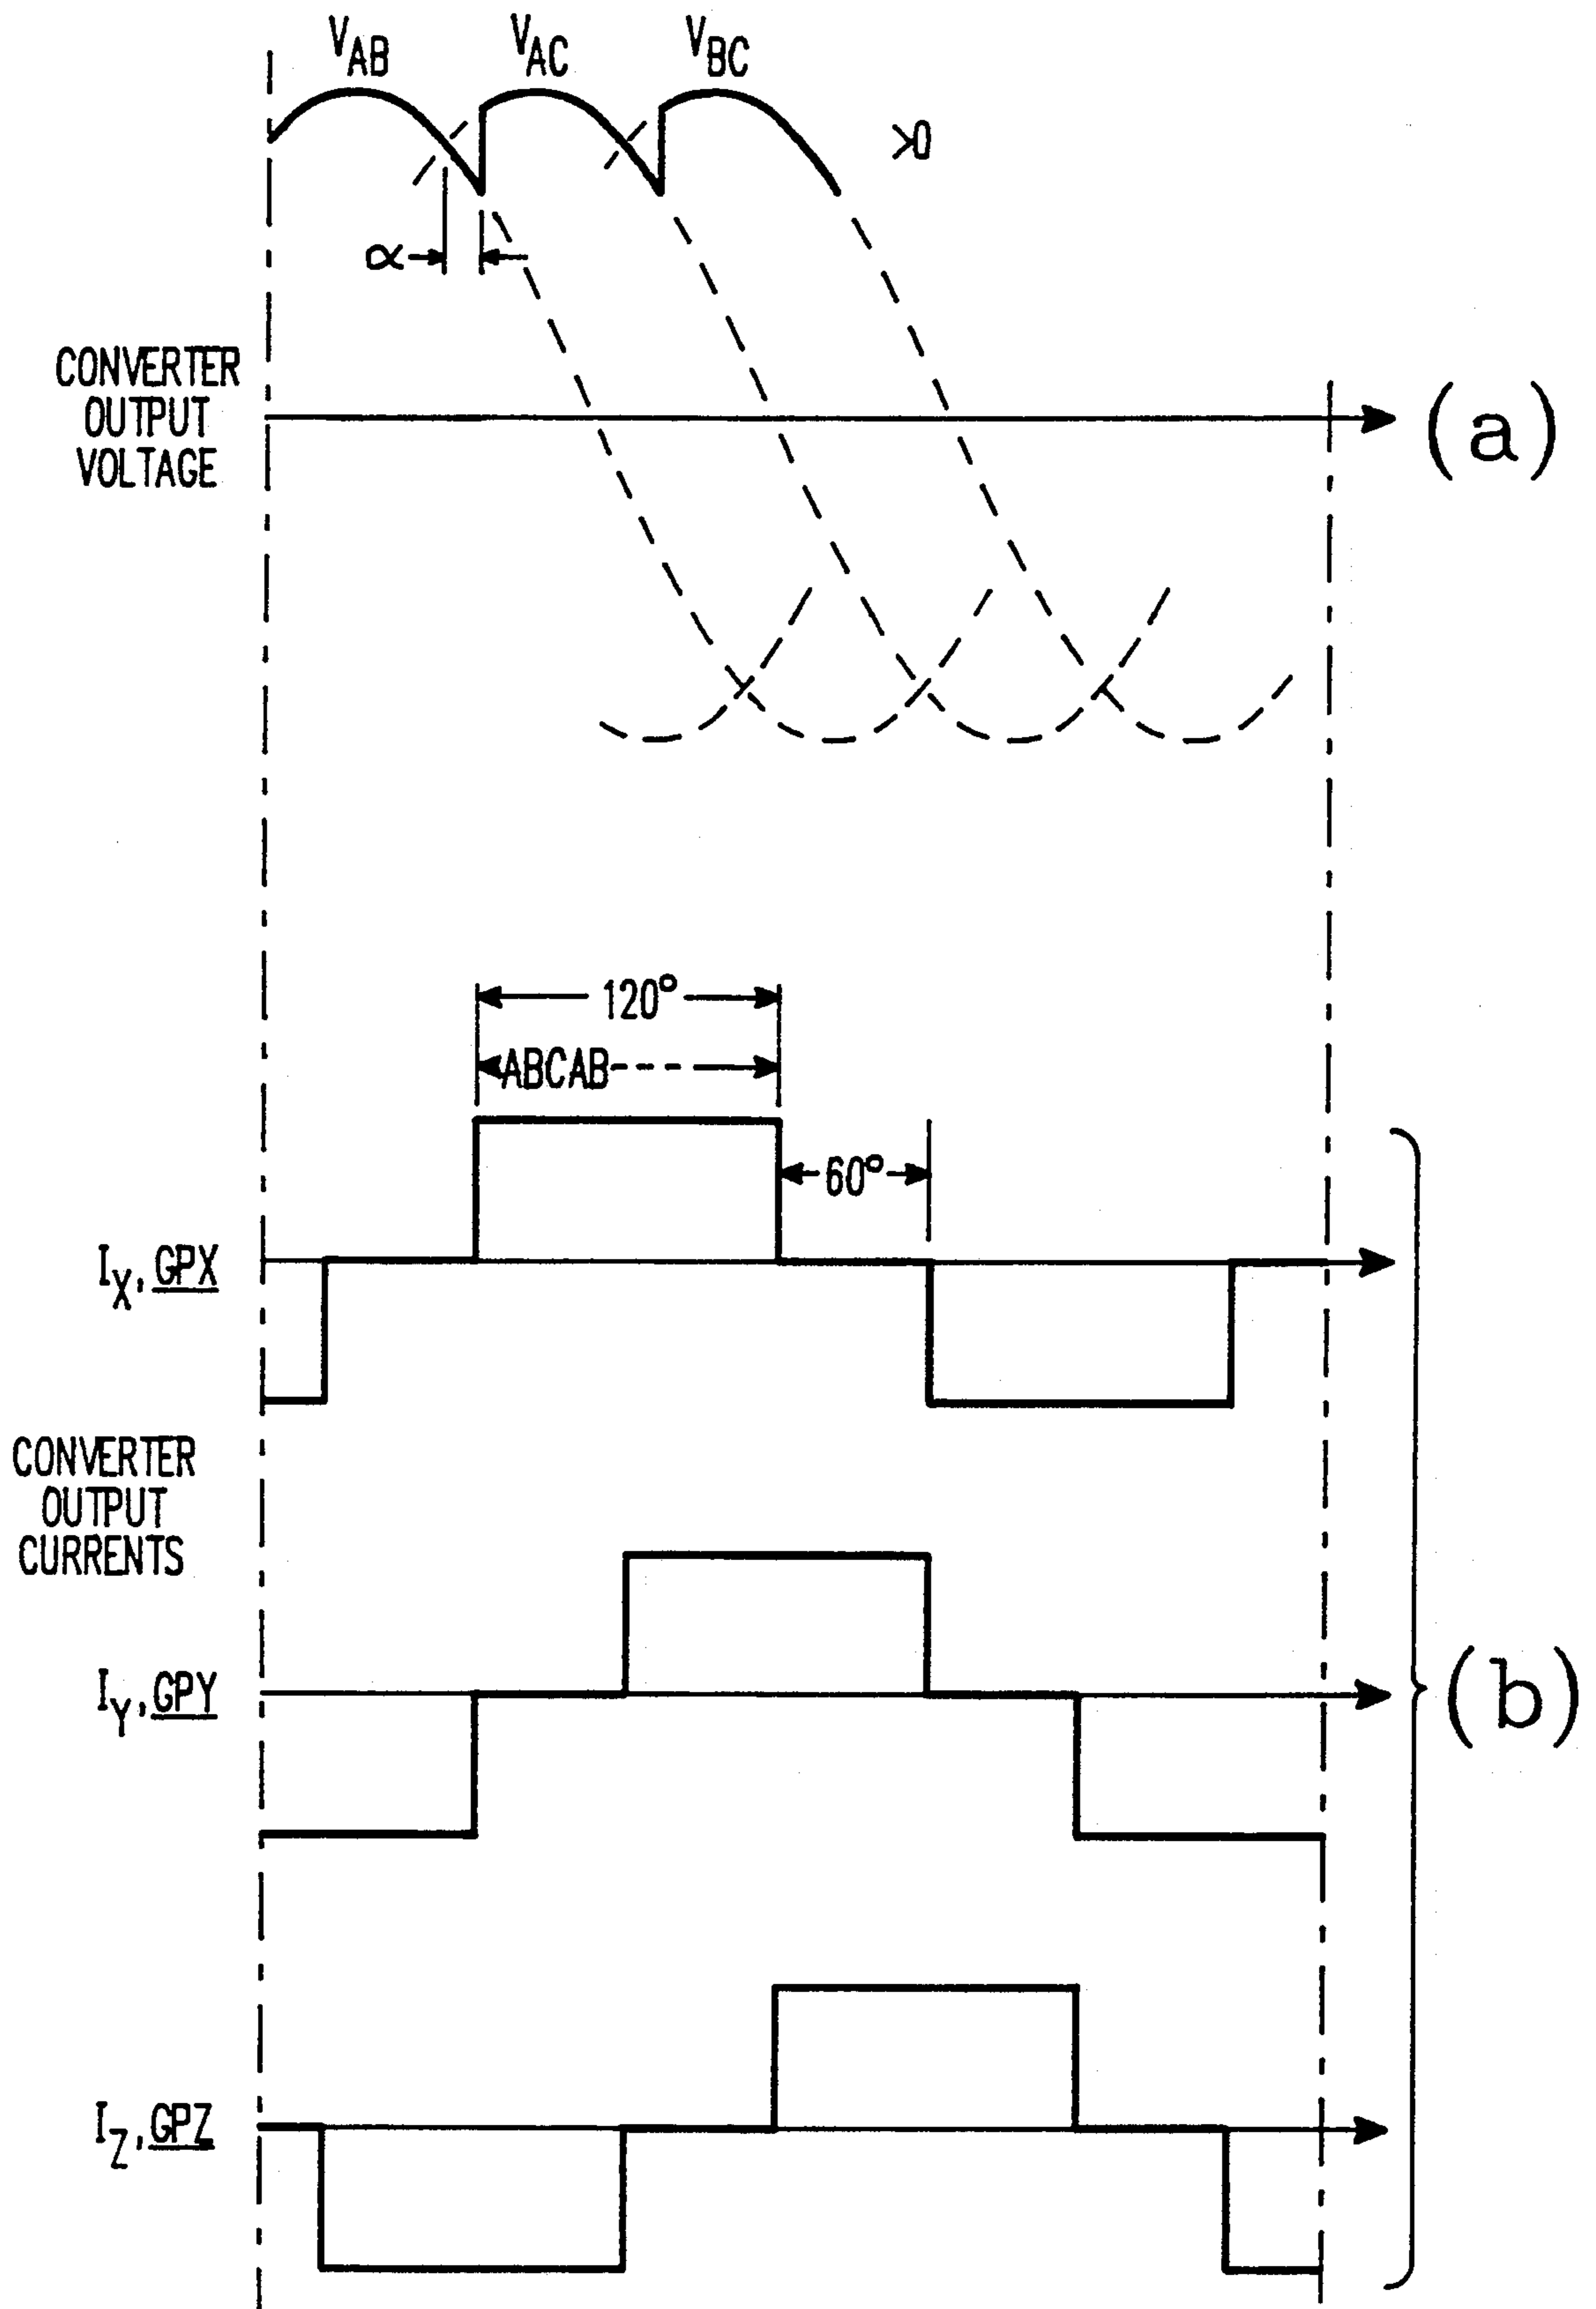 V_AB V_AC V_BC
>0
α
CONVERTER
OUTPUT
VOLTAGE
(a)
120°
ABCAB----
60°
I_X, GPX
CONVERTER
OUTPUT
CURRENTS
I_Y, GPY
(b)
I_Z, GPZ